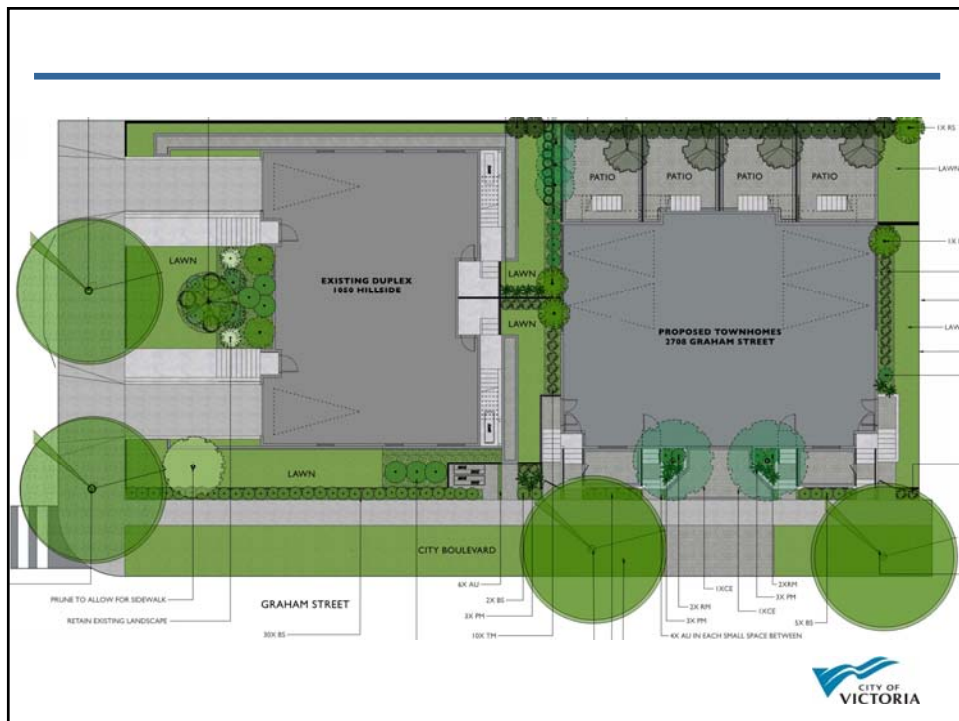 1X RS
LAWN
PATIO
PATIO
PATIO
PATIO
LAWN
EXISTING DUPLEX
1050 HILLSIDE
LAWN
LAWN
PROPOSED TOWNHOMES
2708 GRAHAM STREET
LAWN
CITY BOULEVARD
PRUNE TO ALLOW FOR SIDEWALK
RETAIN EXISTING LANDSCAPE
GRAHAM STREET
30X BS
6X AU
2X BS
3X PM
10X TM
1XCE
2X RM
3X PM
1XCE
2XRM
3X PM
5X BS
4X AU IN EACH SMALL SPACE BETWEEN
CITY OF
VICTORIA